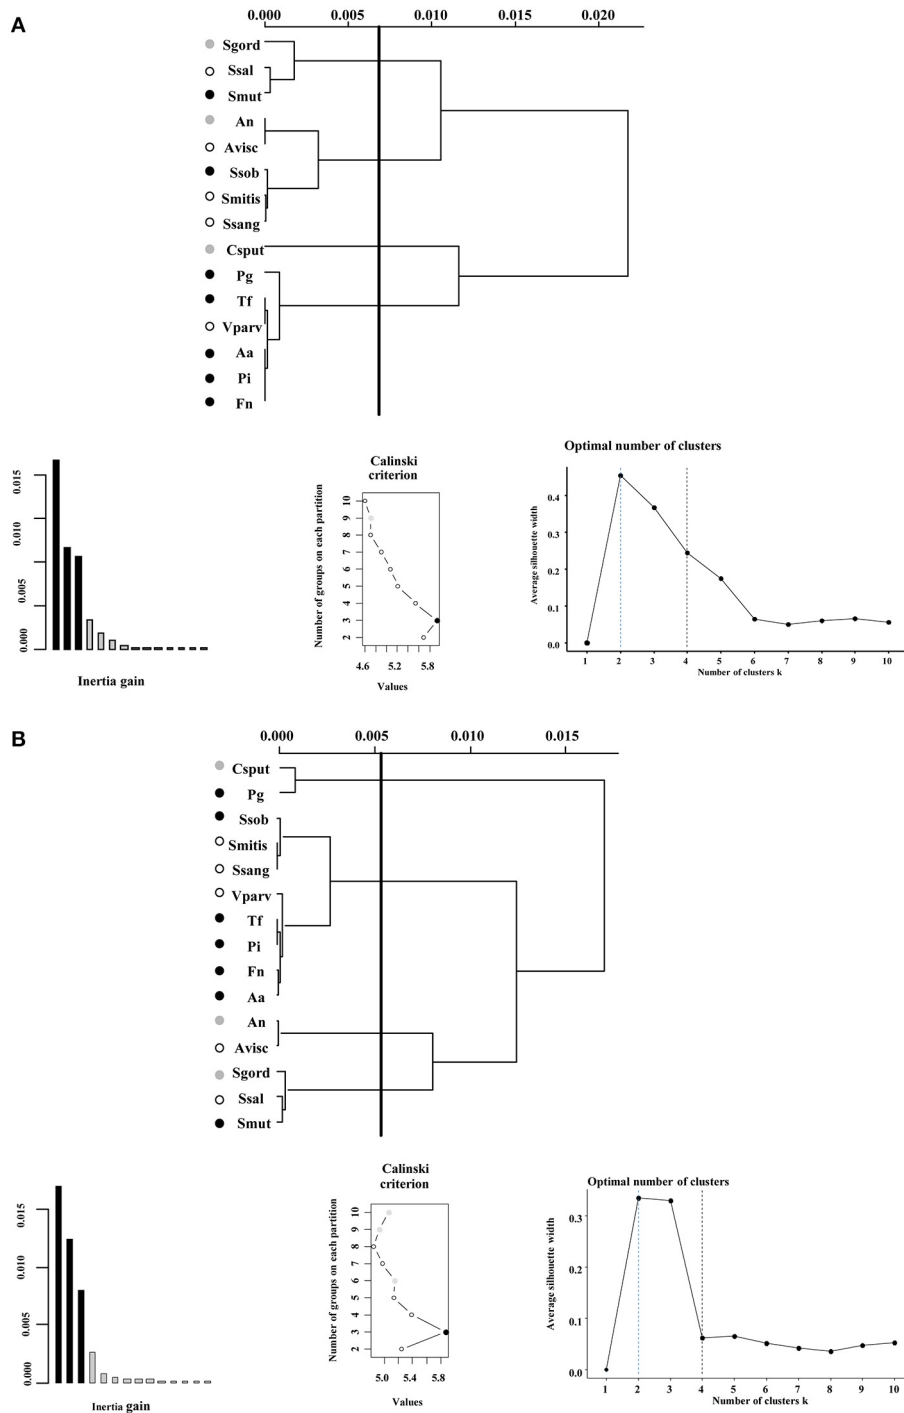 A
0.000 0.005 0.010 0.015 0.020
Sgord
Ssal
Smut
An
Avisc
Ssob
Smitis
Ssang
Csput
Pg
Tf
Vparv
Aa
Pi
Fn
0.015
0.010
0.005
0.000
Inertia gain
Calinski
criterion
Number of groups on each partition
10
9
8
7
6
5
4
3
2
4.6 5.2 5.8
Values
Optimal number of clusters
Average silhouette width
0.4
0.3
0.2
0.1
0.0
1 2 3 4 5 6 7 8 9 10
Number of clusters k
B
0.000 0.005 0.010 0.015
Csput
Pg
Ssob
Smitis
Ssang
Vparv
Tf
Pi
Fn
Aa
An
Avisc
Sgord
Ssal
Smut
0.015
0.010
0.005
0.000
Inertia gain
Calinski
criterion
Number of groups on each partition
10
9
8
7
6
5
4
3
2
5.0 5.4 5.8
Values
Optimal number of clusters
Average silhouette width
0.3
0.2
0.1
0.0
1 2 3 4 5 6 7 8 9 10
Number of clusters k